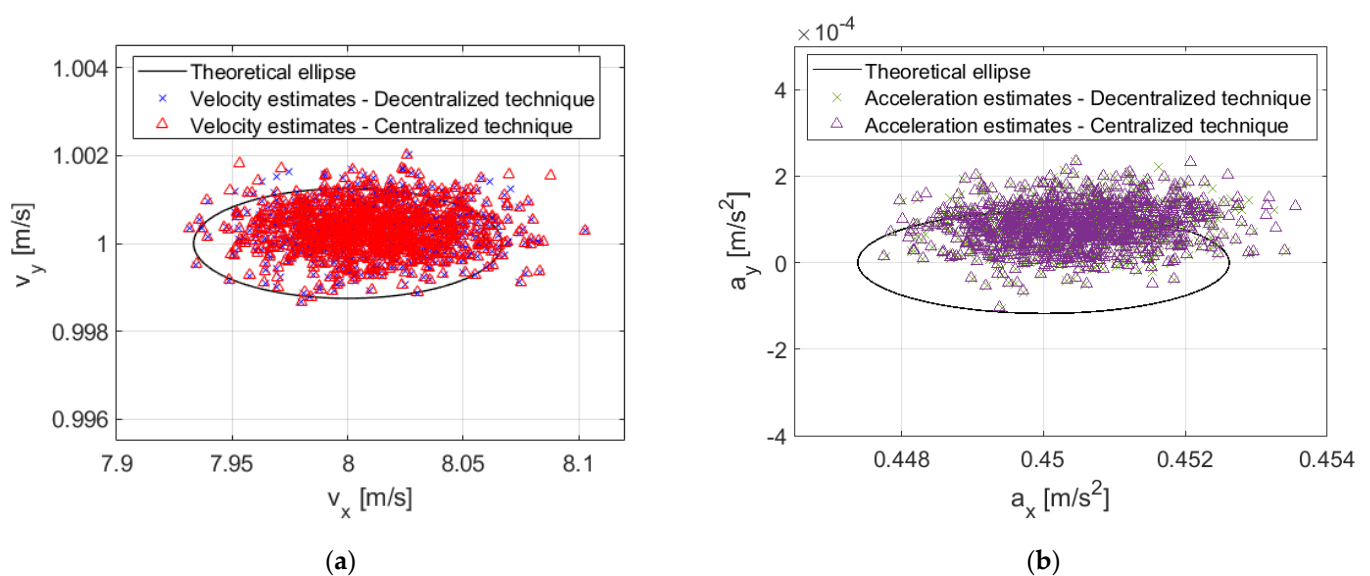 Theoretical ellipse
Velocity estimates - Decentralized technique
Velocity estimates - Centralized technique
1.004
1.002
1
0.998
0.996
v_y [m/s]
7.9 7.95 8 8.05 8.1
v_x [m/s]
(a)
×10⁻⁴
Theoretical ellipse
Acceleration estimates - Decentralized technique
Acceleration estimates - Centralized technique
4
2
0
-2
-4
a_y [m/s²]
0.448 0.45 0.452 0.454
a_x [m/s²]
(b)